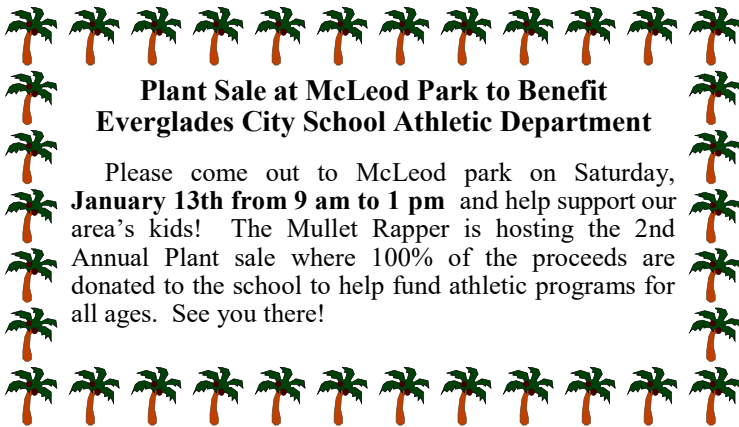 Plant Sale at McLeod Park to Benefit
Everglades City School Athletic Department
Please come out to McLeod park on Saturday,
January 13th from 9 am to 1 pm and help support our
area’s kids! The Mullet Rapper is hosting the 2nd
Annual Plant sale where 100% of the proceeds are
donated to the school to help fund athletic programs for
all ages. See you there!